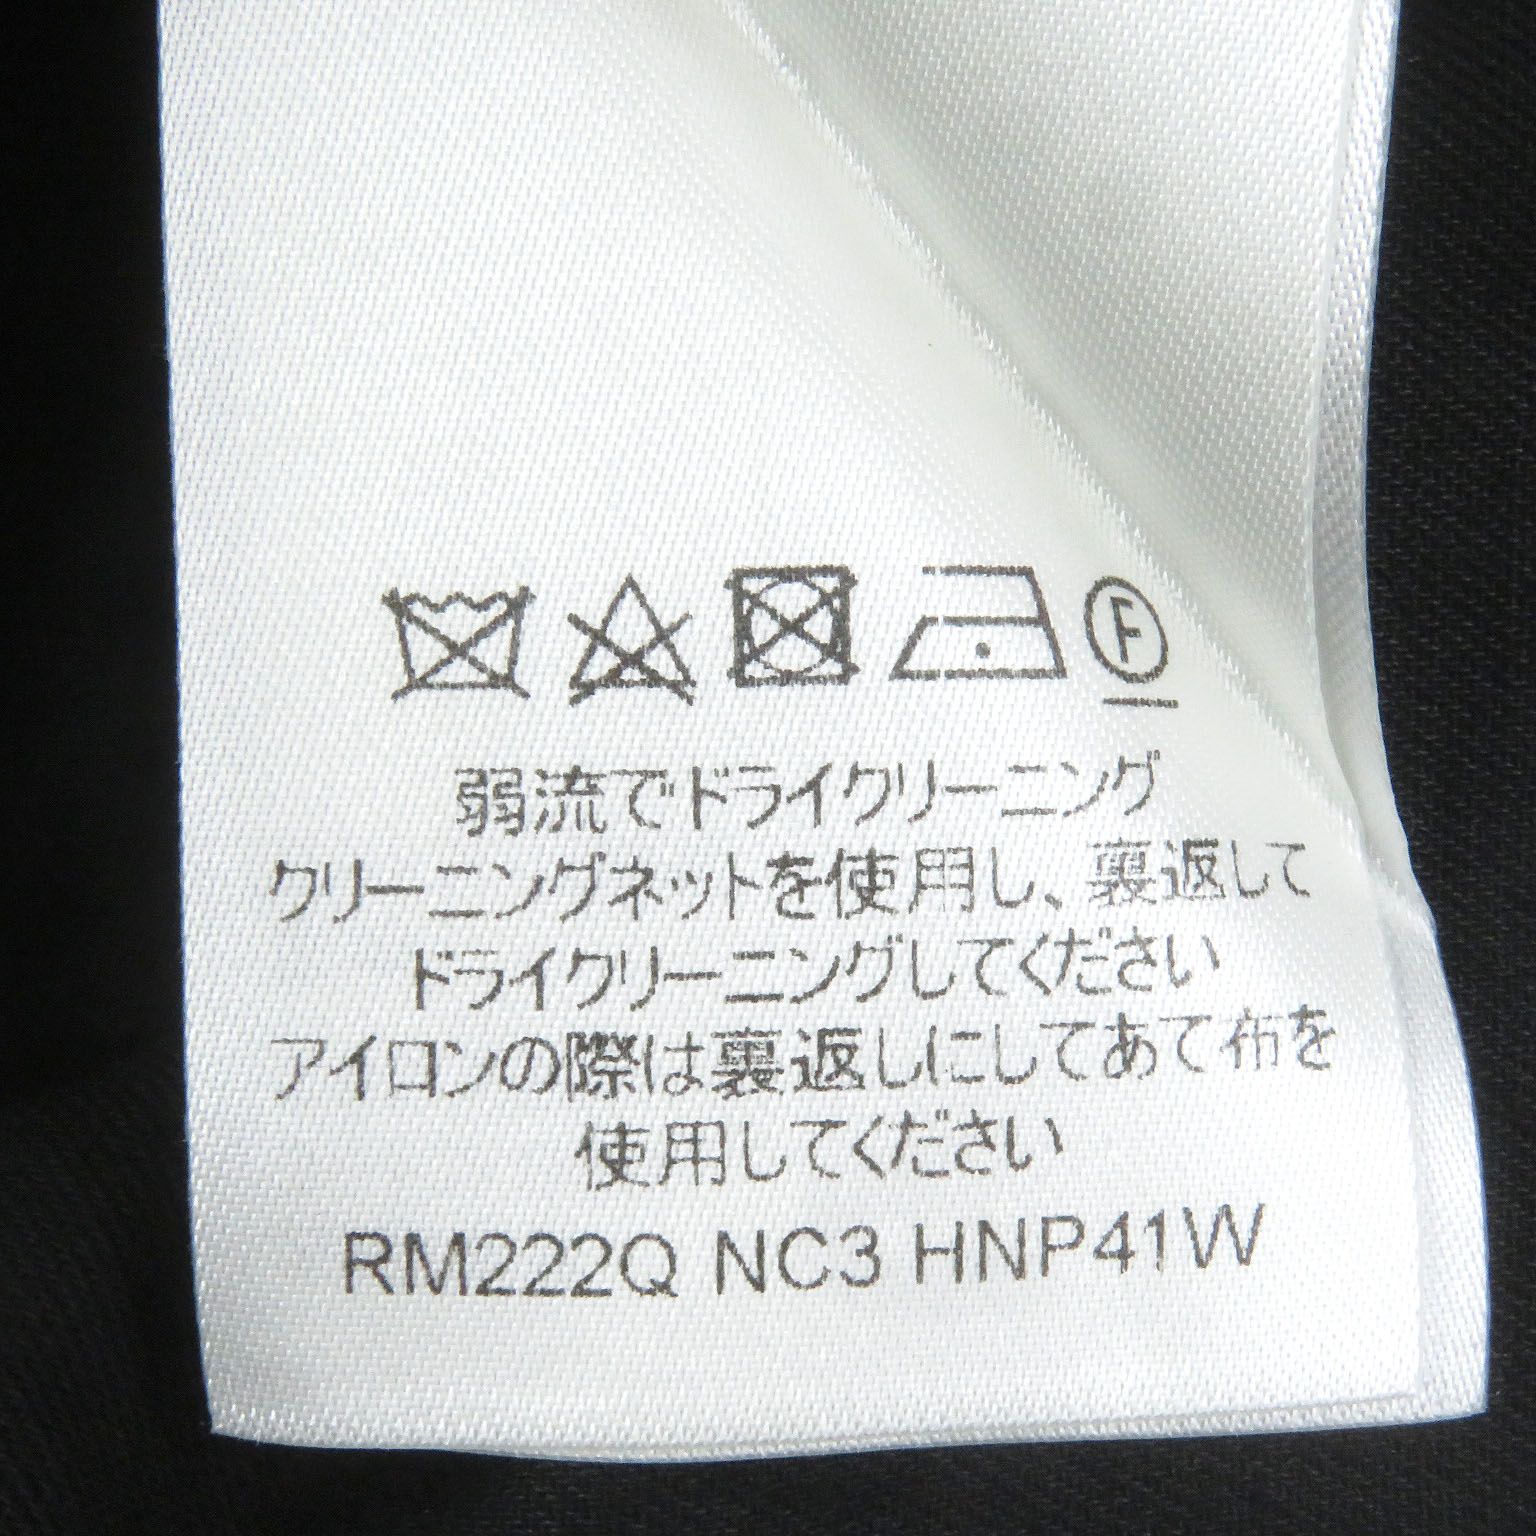 F
弱流でドライクリーニング
クリーニングネットを使用し、裏返して
ドライクリーニングしてください
アイロンの際は裏返しにしてあて布を
使用してください
RM222Q NC3 HNP41W